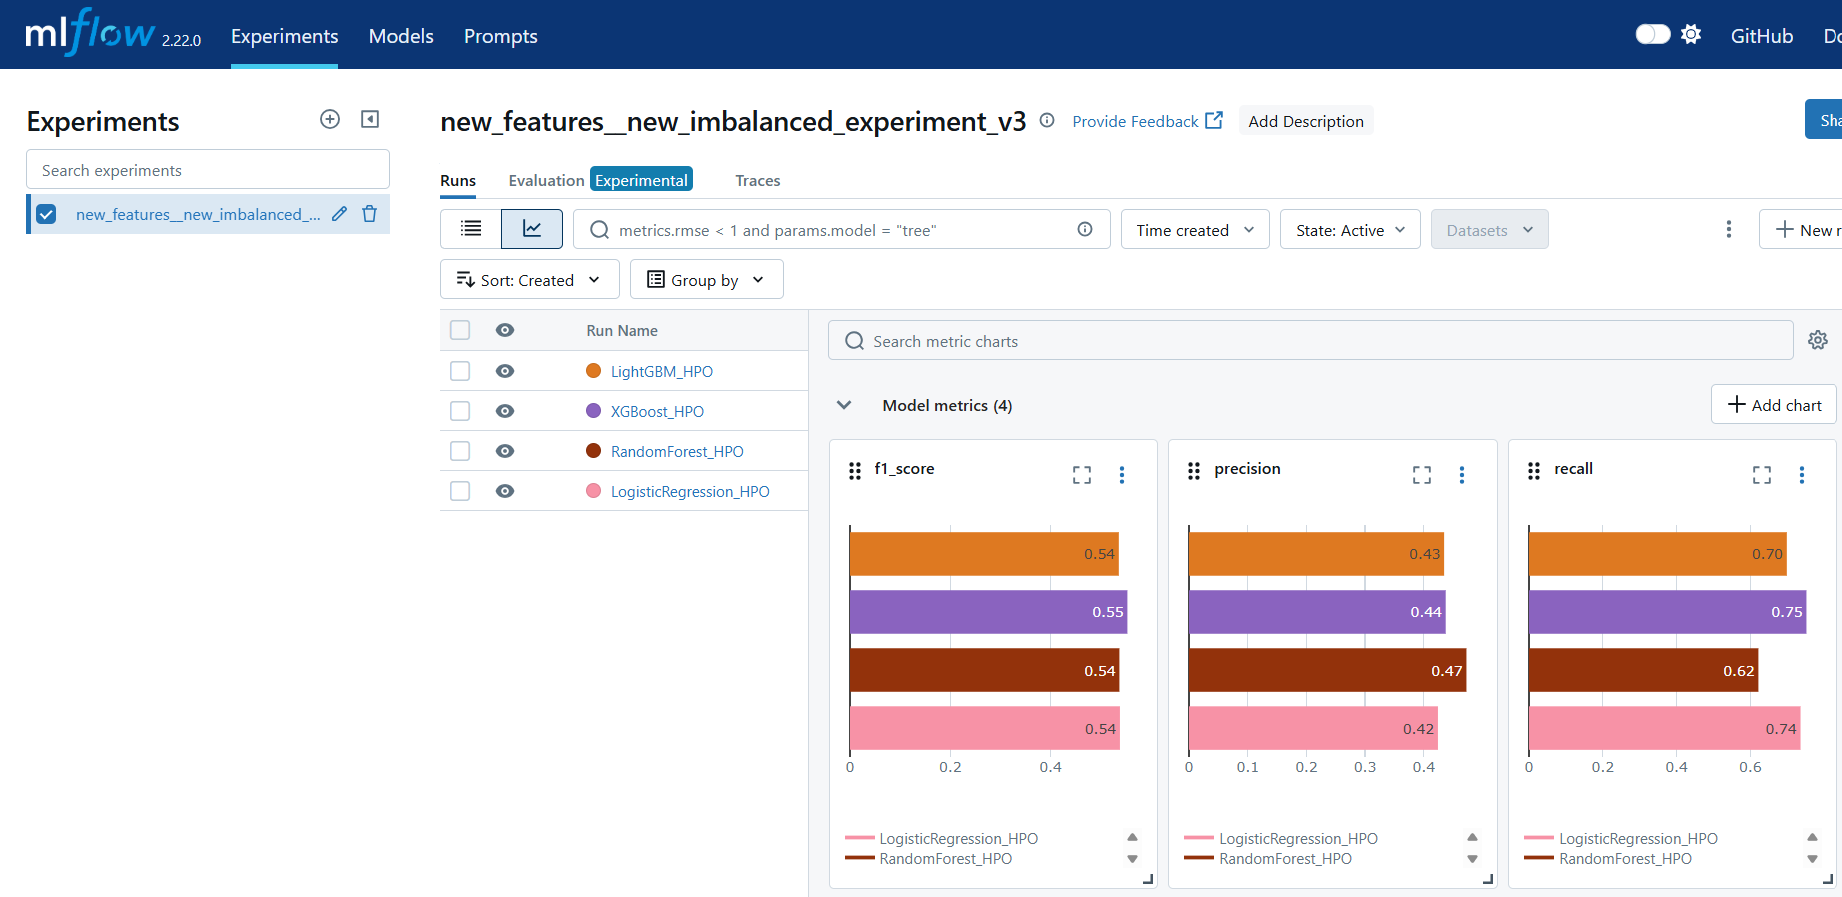 mlflow 2.22.0 Experiments Models Prompts GitHub
Experiments
Search experiments
new_features__new_imbalanced_...
new_features__new_imbalanced_experiment_v3 Provide Feedback Add Description
Runs Evaluation Experimental Traces
metrics.rmse < 1 and params.model = "tree" Time created State: Active Datasets New
Sort: Created Group by
Run Name
LightGBM_HPO
XGBoost_HPO
RandomForest_HPO
LogisticRegression_HPO
Search metric charts
Model metrics (4) Add chart
f1_score
0.54
0.55
0.54
0.54
0 0.2 0.4
LogisticRegression_HPO
RandomForest_HPO
precision
0.43
0.44
0.47
0.42
0 0.1 0.2 0.3 0.4
LogisticRegression_HPO
RandomForest_HPO
recall
0.70
0.75
0.62
0.74
0 0.2 0.4 0.6
LogisticRegression_HPO
RandomForest_HPO